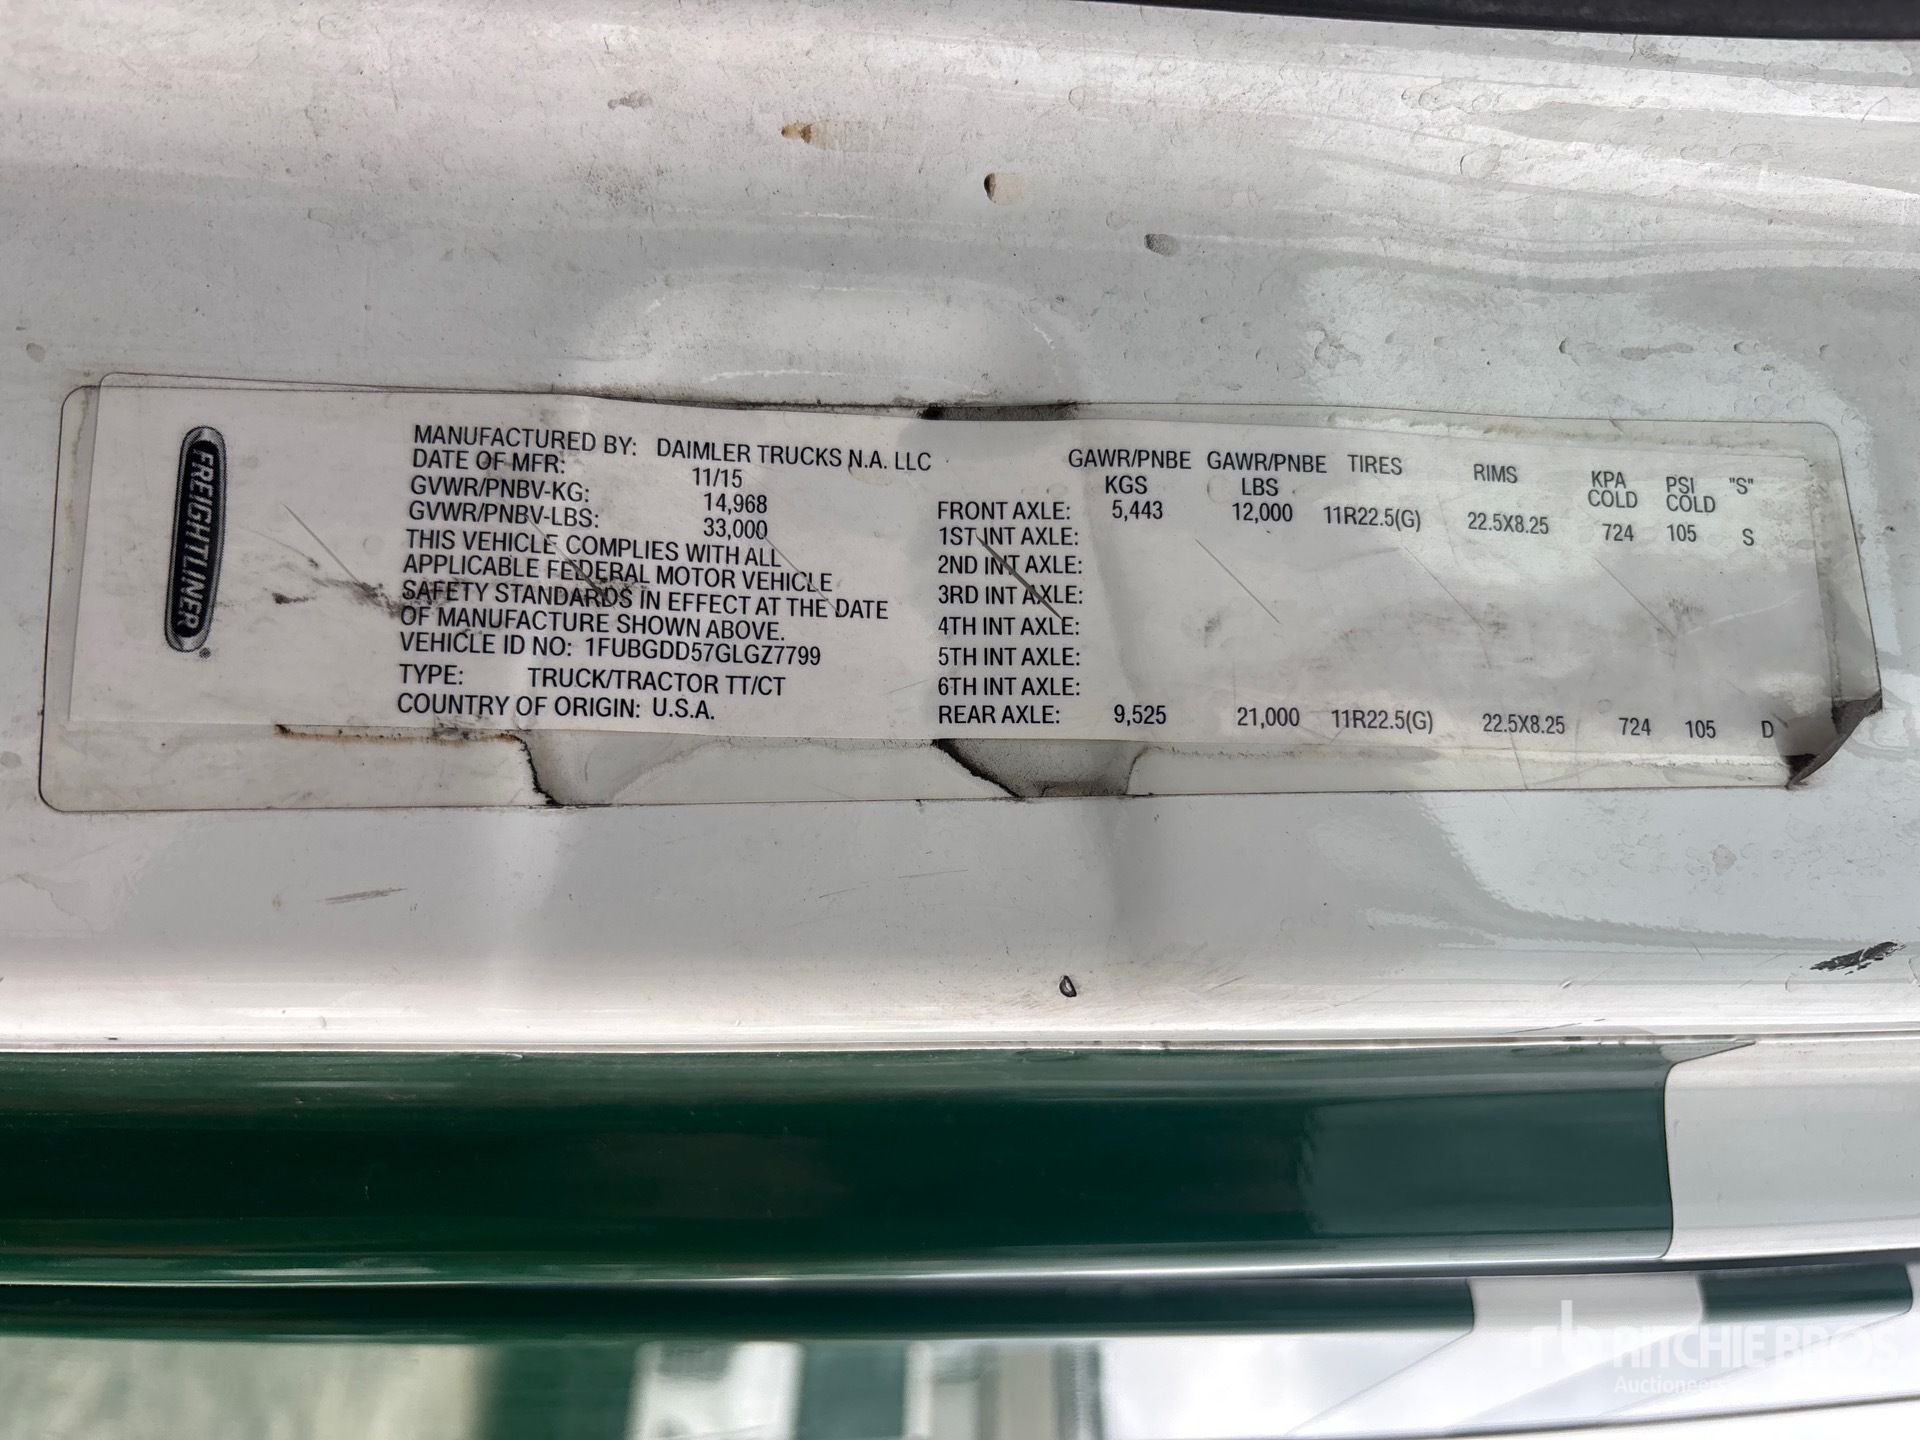 FREIGHTLINER®
MANUFACTURED BY: DAIMLER TRUCKS N.A. LLC
DATE OF MFR: 11/15
GVWR/PNBV-KG: 14,968
GVWR/PNBV-LBS: 33,000
THIS VEHICLE COMPLIES WITH ALL
APPLICABLE FEDERAL MOTOR VEHICLE
SAFETY STANDARDS IN EFFECT AT THE DATE
OF MANUFACTURE SHOWN ABOVE.
VEHICLE ID NO: 1FUBGDD57GLGZ7799
TYPE: TRUCK/TRACTOR TT/CT
COUNTRY OF ORIGIN: U.S.A.
GAWR/PNBE GAWR/PNBE TIRES RIMS KPA PSI "S"
KGS LBS COLD COLD
FRONT AXLE: 5,443 12,000 11R22.5(G) 22.5X8.25 724 105 S
1ST INT AXLE:
2ND INT AXLE:
3RD INT AXLE:
4TH INT AXLE:
5TH INT AXLE:
6TH INT AXLE:
REAR AXLE: 9,525 21,000 11R22.5(G) 22.5X8.25 724 105 D
rb RITCHIE BROS
Auctioneers